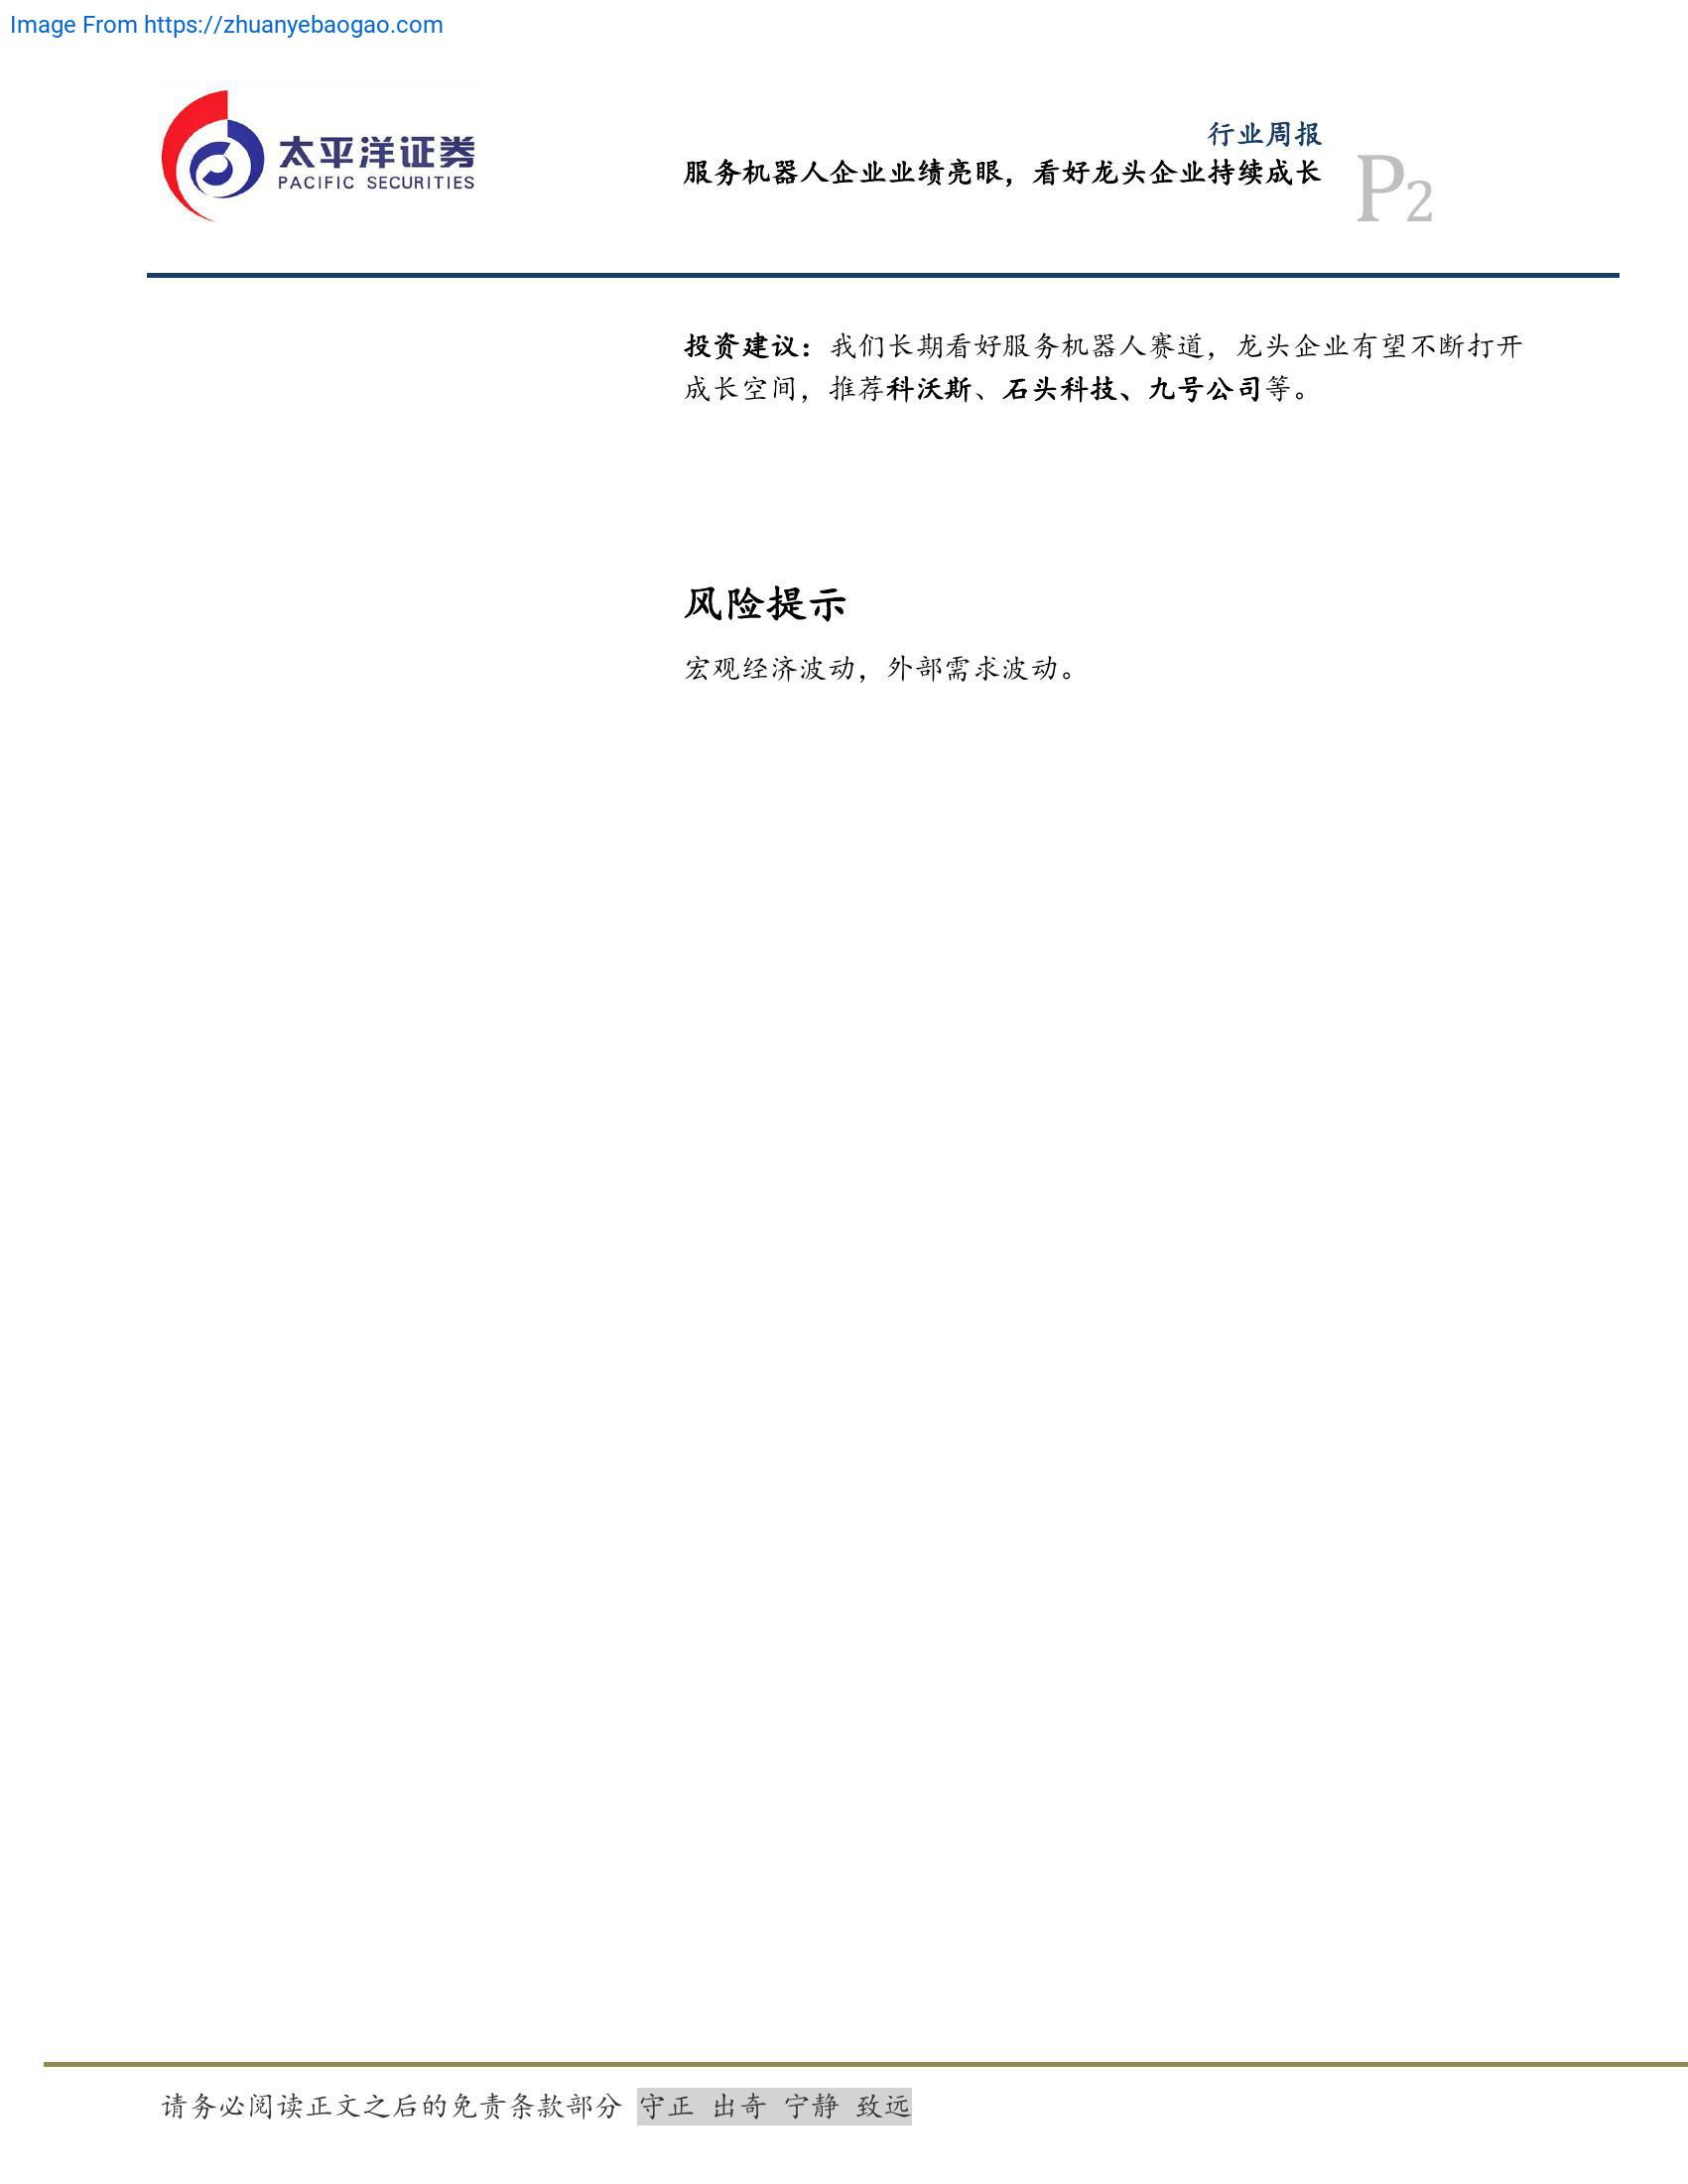 Image From https://zhuanyebaogao.com
太平洋证券
PACIFIC SECURITIES
行业周报
服务机器人企业业绩亮眼，看好龙头企业持续成长
P2
投资建议：我们长期看好服务机器人赛道，龙头企业有望不断打开
成长空间，推荐科沃斯、石头科技、九号公司等。
风险提示
宏观经济波动，外部需求波动。
请务必阅读正文之后的免责条款部分 守正 出奇 宁静 致远